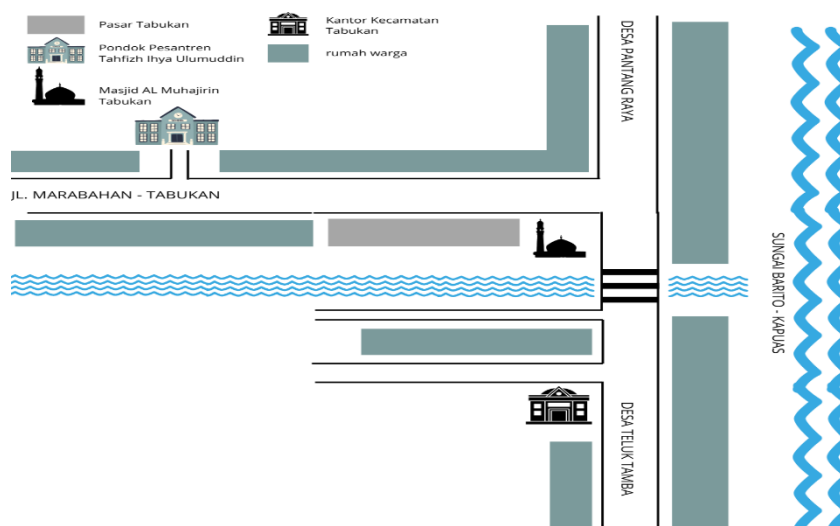 Pasar Tabukan
Pondok Pesantren
Tahfizh Ihya Ulumuddin
Masjid AL Muhajirin
Tabukan
Kantor Kecamatan
Tabukan
rumah warga
DESA PANTANG RAYA
JL. MARABAHAN - TABUKAN
SUNGAI BARITO - KAPUAS
DESA TELUK TAMBA